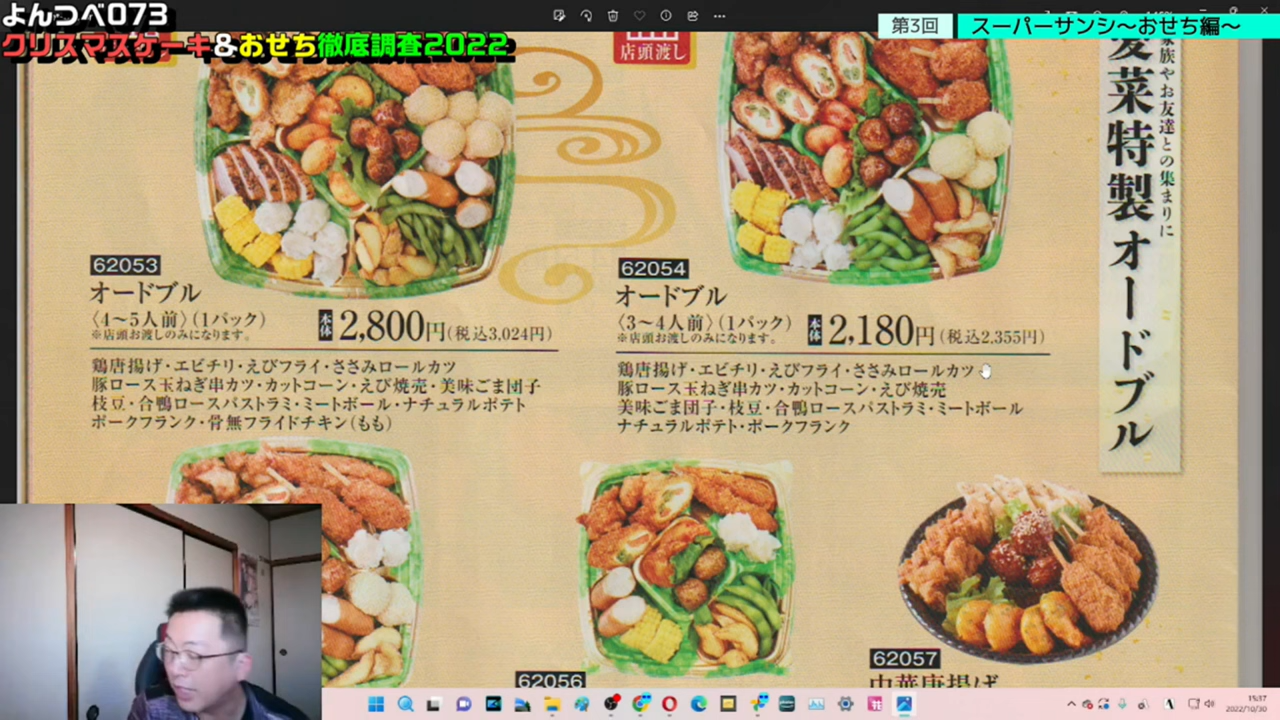 よんつべ073
クリスマスケーキ&おせち徹底調査2022
第3回
スーパーサンシ〜おせち編〜
店頭渡し
家族やお友達との集まりに
愛菜特製オードブル
62053
オードブル
〈4〜5人前〉(1パック)
※店頭お渡しのみになります。
本体2,800円(税込3,024円)
鶏唐揚げ・エビチリ・えびフライ・ささみロールカツ
豚ロース玉ねぎ串カツ・カットコーン・えび焼売・美味ごま団子
枝豆・合鴨ロースパストラミ・ミートボール・ナチュラルポテト
ポークフランク・骨無フライドチキン(もも)
62054
オードブル
〈3〜4人前〉(1パック)
※店頭お渡しのみになります。
本体2,180円(税込2,355円)
鶏唐揚げ・エビチリ・えびフライ・ささみロールカツ
豚ロース玉ねぎ串カツ・カットコーン・えび焼売
美味ごま団子・枝豆・合鴨ロースパストラミ・ミートボール
ナチュラルポテト・ポークフランク
62056
62057
中華唐揚げ
15:17
2022/10/30